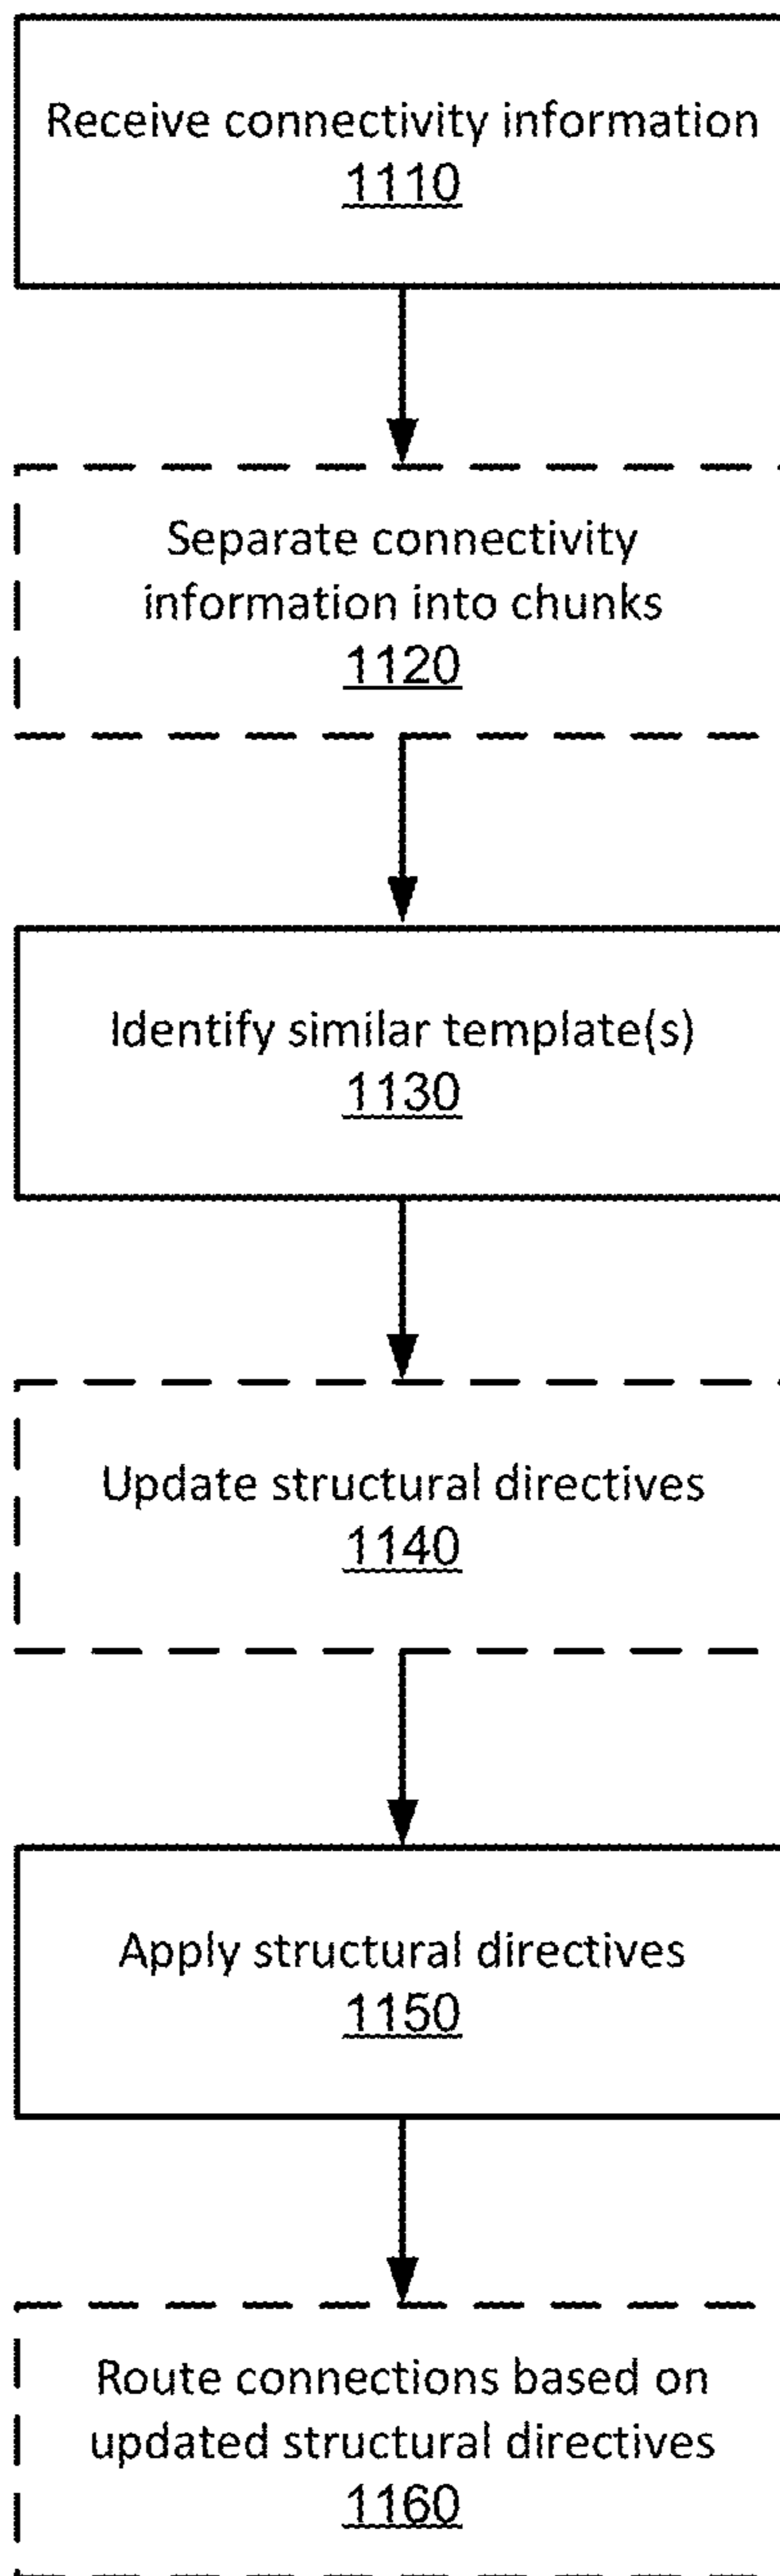 Receive connectivity information
1110
Separate connectivity
information into chunks
1120
Identify similar template(s)
1130
Update structural directives
1140
Apply structural directives
1150
Route connections based on
updated structural directives
1160